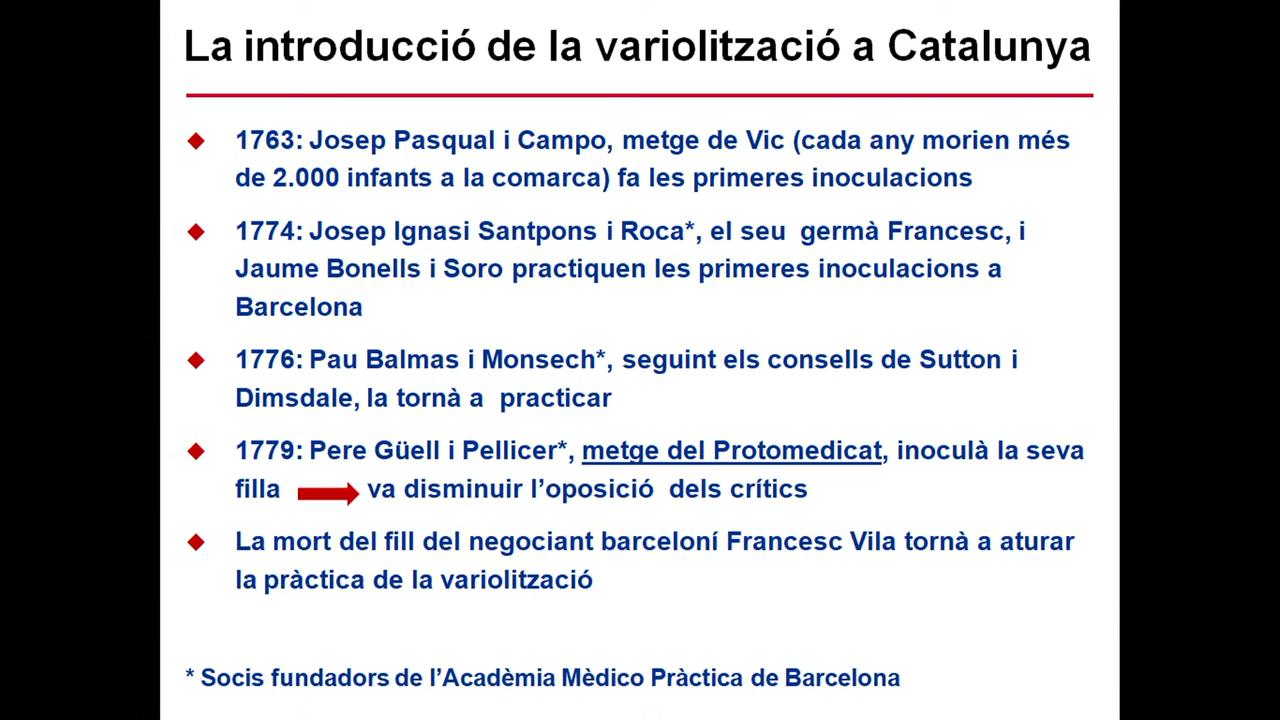 La introducció de la variolització a Catalunya
1763: Josep Pasqual i Campo, metge de Vic (cada any morien més
de 2.000 infants a la comarca) fa les primeres inoculacions
1774: Josep Ignasi Santpons i Roca*, el seu germà Francesc, i
Jaume Bonells i Soro practiquen les primeres inoculacions a
Barcelona
1776: Pau Balmas i Monsech*, seguint els consells de Sutton i
Dimsdale, la tornà a practicar
1779: Pere Güell i Pellicer*, metge del Protomedicat, inoculà la seva
filla va disminuir l’oposició dels crítics
La mort del fill del negociant barceloní Francesc Vila tornà a aturar
la pràctica de la variolització
* Socis fundadors de l’Acadèmia Mèdico Pràctica de Barcelona